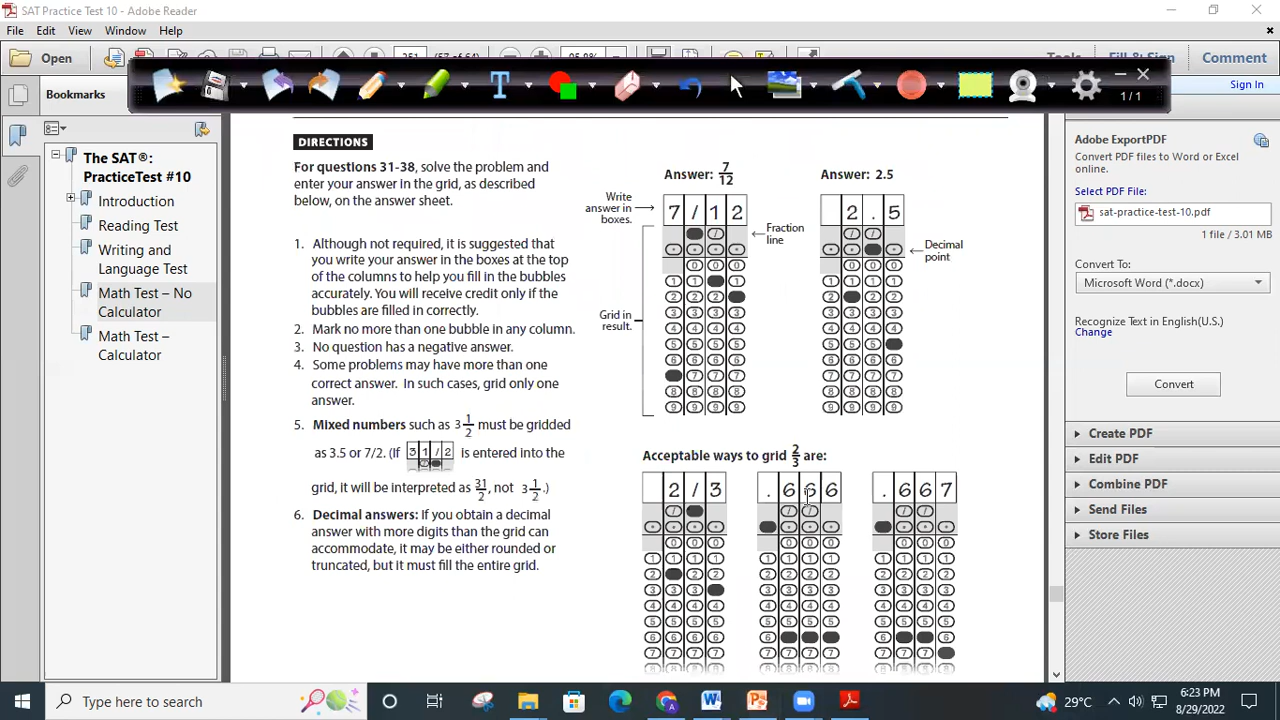 SAT Practice Test 10 - Adobe Reader
File Edit View Window Help
Open
Comment
1 / 1
Sign In
Bookmarks
The SAT®:
PracticeTest #10
Introduction
Reading Test
Writing and
Language Test
Math Test – No
Calculator
Math Test –
Calculator
DIRECTIONS
For questions 31-38, solve the problem and
enter your answer in the grid, as described
below, on the answer sheet.
1. Although not required, it is suggested that
you write your answer in the boxes at the top
of the columns to help you fill in the bubbles
accurately. You will receive credit only if the
bubbles are filled in correctly.
2. Mark no more than one bubble in any column.
3. No question has a negative answer.
4. Some problems may have more than one
correct answer. In such cases, grid only one
answer.
5. Mixed numbers such as 3 1/2 must be gridded
as 3.5 or 7/2. (If 3 1 / 2 is entered into the
grid, it will be interpreted as 31/2, not 3 1/2.)
6. Decimal answers: If you obtain a decimal
answer with more digits than the grid can
accommodate, it may be either rounded or
truncated, but it must fill the entire grid.
Answer: 7/12
Write
answer in
boxes.
7 / 1 2
Fraction
line
Grid in
result.
Answer: 2.5
2 . 5
Decimal
point
Acceptable ways to grid 2/3 are:
2 / 3
. 6 6 6
. 6 6 7
Adobe ExportPDF
Convert PDF files to Word or Excel
online.
Select PDF File:
sat-practice-test-10.pdf
1 file / 3.01 MB
Convert To:
Microsoft Word (*.docx)
Recognize Text in English(U.S.)
Change
Convert
Create PDF
Edit PDF
Combine PDF
Send Files
Store Files
Type here to search
29°C
6:23 PM
8/29/2022